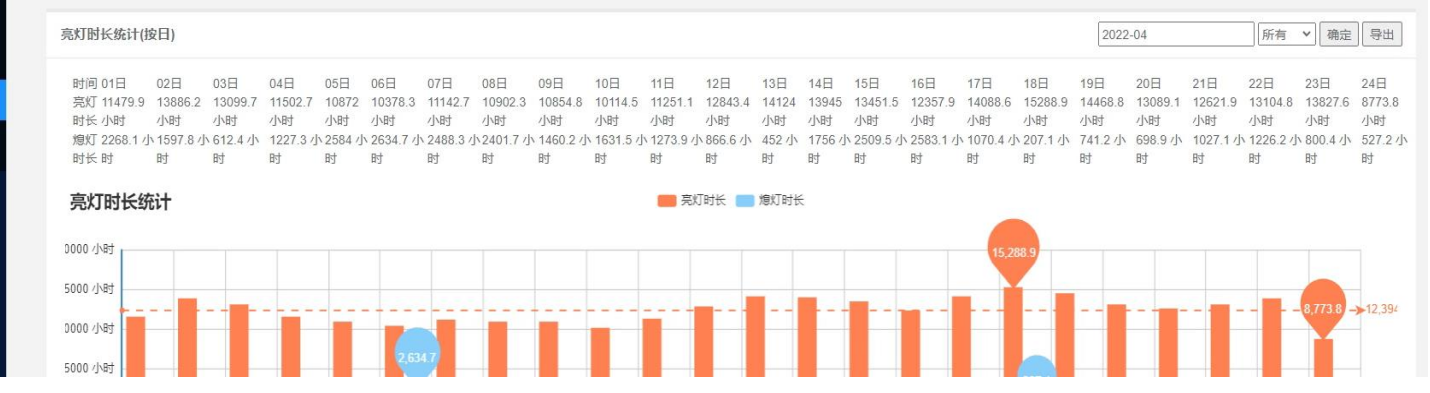 亮灯时长统计(按日)
2022-04 所有 确定 导出
时间 01日 02日 03日 04日 05日 06日 07日 08日 09日 10日 11日 12日 13日 14日 15日 16日 17日 18日 19日 20日 21日 22日 23日 24日
亮灯 11479.9 13886.2 13099.7 11502.7 10872 10378.3 11142.7 10902.3 10854.8 10114.5 11251.1 12843.4 14124 13945 13451.5 12357.9 14088.6 15288.9 14468.8 13089.1 12621.9 13104.8 13827.6 8773.8
时长 小时 小时 小时 小时 小时 小时 小时 小时 小时 小时 小时 小时 小时 小时 小时 小时 小时 小时 小时 小时 小时 小时 小时 小时
熄灯 2268.1 小 1597.8 小 612.4 小 1227.3 小 2584 小 2634.7 小 2488.3 小 2401.7 小 1460.2 小 1631.5 小 1273.9 小 866.6 小 452 小 1756 小 2509.5 小 2583.1 小 1070.4 小 207.1 小 741.2 小 698.9 小 1027.1 小 1226.2 小 800.4 小 527.2 小
时长 时 时 时 时 时 时 时 时 时 时 时 时 时 时 时 时 时 时 时 时 时 时 时 时
亮灯时长统计
亮灯时长 熄灯时长
0000 小时
15,288.9
5000 小时
8,773.8
12,394
0000 小时
2,634.7
5000 小时